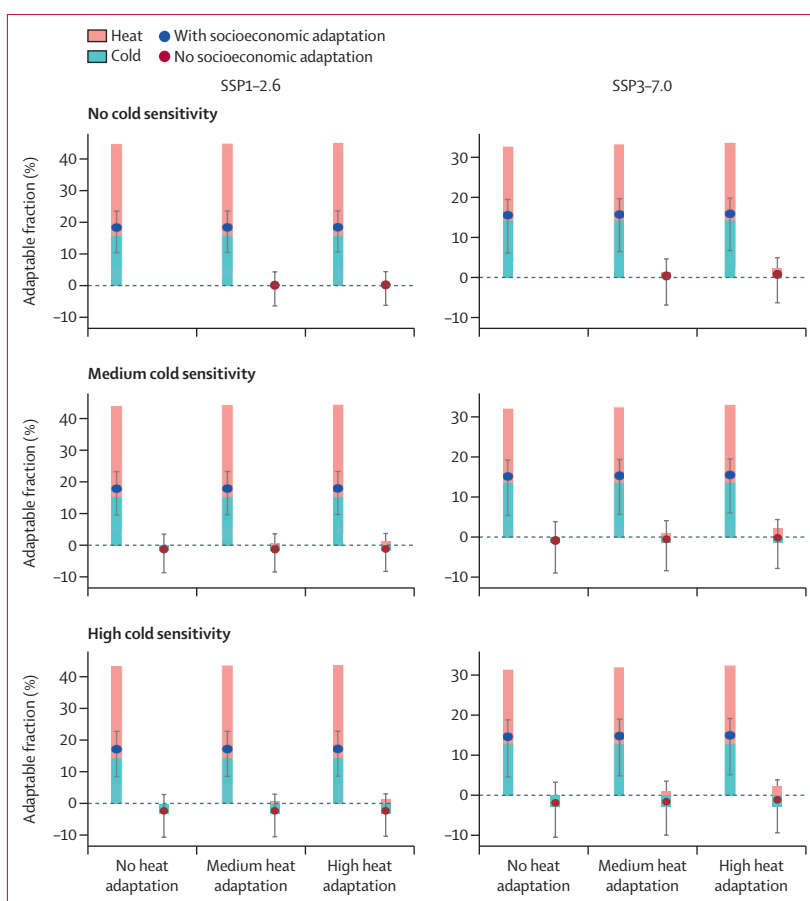 Heat With socioeconomic adaptation
Cold No socioeconomic adaptation
SSP1–2.6 SSP3–7.0
No cold sensitivity
Adaptable fraction (%)
40
30
20
10
0
–10
30
20
10
0
–10
Medium cold sensitivity
Adaptable fraction (%)
40
30
20
10
0
–10
30
20
10
0
–10
High cold sensitivity
Adaptable fraction (%)
40
30
20
10
0
–10
30
20
10
0
–10
No heat adaptation
Medium heat adaptation
High heat adaptation
No heat adaptation
Medium heat adaptation
High heat adaptation